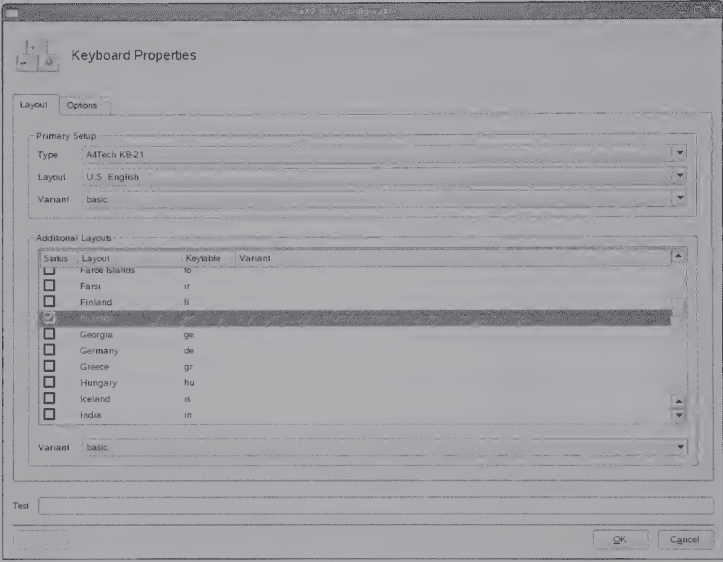 Keyboard Properties
Layout Options
Primary Setup
Type A4Tech KB-21
Layout U.S. English
Variant basic
Additional Layouts
Status Layout Keytable Variant
Faroe Islands fo
Farsi ir
Finland fi
Georgia ge
Germany de
Greece gr
Hungary hu
Iceland is
India in
Variant basic
Test
OK Cancel